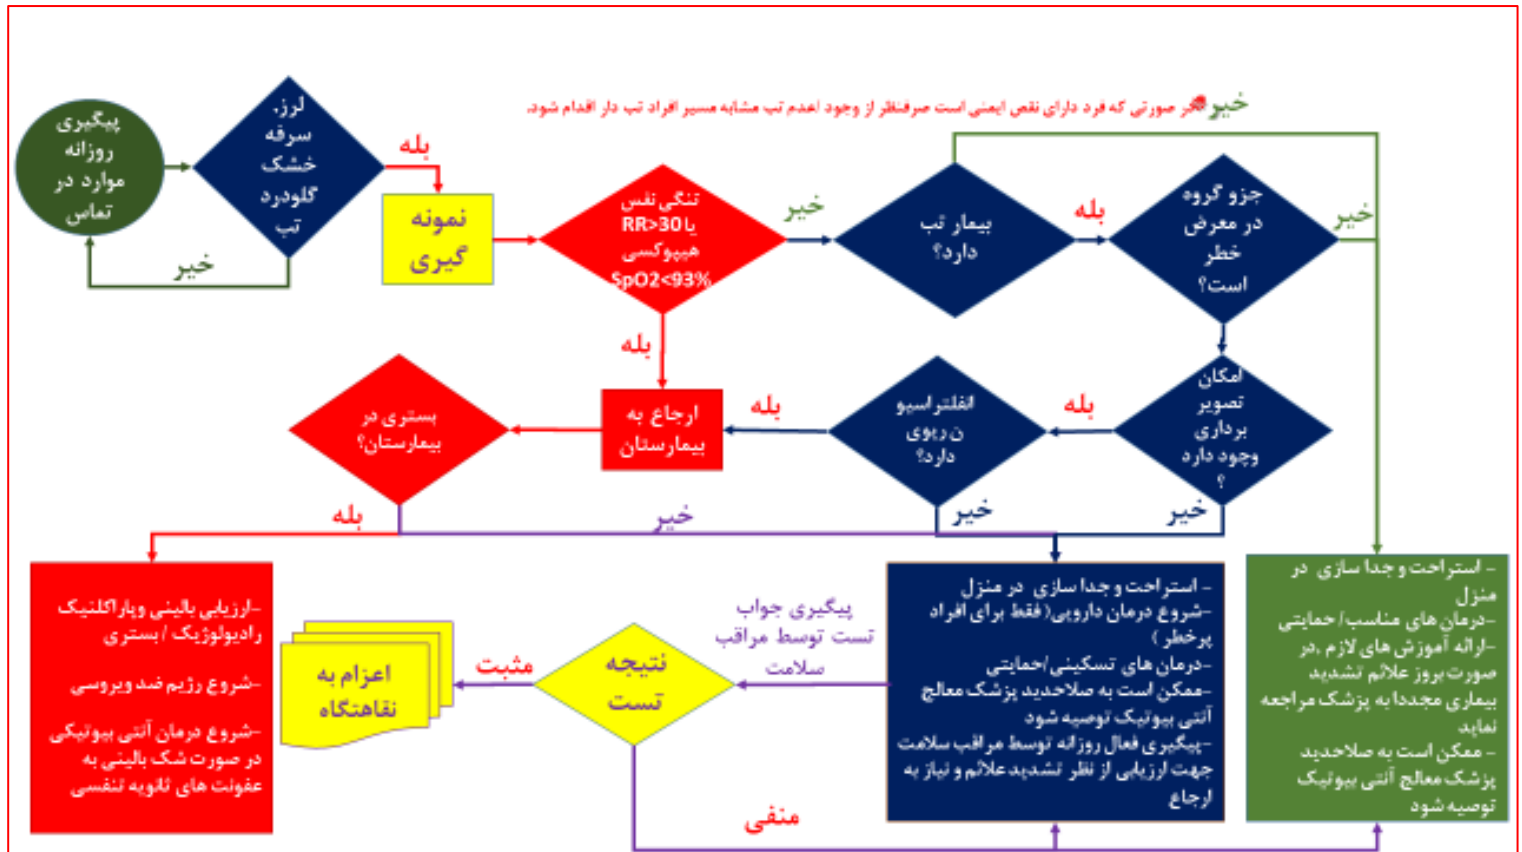 در صورتی که فرد دارای نقص ایمنی است صرفنظر از وجود /عدم تب مشابه مسیر افراد تب دار اقدام شود.
خیر
پیگیری
روزانه
موارد در
تماس
لرز،
سرفه
خشک
گلودرد
تب
خیر
بله
نمونه
گیری
تنگی نفس
یا RR>30
هیپوکسی
SpO2<93%
خیر
بله
بیمار تب
دارد؟
بله
جزو گروه
در معرض
خطر
است؟
خیر
امکان
تصویر
برداری
وجود دارد
؟
بله
خیر
انفلتراسیو
ن ریوی
دارد؟
بله
خیر
ارجاع به
بیمارستان
بستری در
بیمارستان؟
بله
خیر
-ارزیابی بالینی وپاراکلنیک
رادیولوژیک / بستری
-شروع رژیم ضد ویروسی
-شروع درمان آنتی بیوتیکی
در صورت شک بالینی به
عفونت های ثانویه تنفسی
- استراحت و جدا سازی در منزل
-شروع درمان دارویی( فقط برای افراد
پرخطر )
-درمان های تسکینی/حمایتی
-ممکن است به صلاحدید پزشک معالج
آنتی بیوتیک توصیه شود
-پیگیری فعال روزانه توسط مراقب سلامت
جهت ارزیابی از نظر تشدید علائم و نیاز به
ارجاع
پیگیری جواب
تست توسط مراقب
سلامت
نتیجه
تست
مثبت
منفی
اعزام به
نقاهتگاه
- استراحت و جدا سازی در
منزل
-درمان های مناسب/ حمایتی
-ارائه آموزش های لازم ,در
صورت بروز علائم تشدید
بیماری مجددا به پزشک مراجعه
نماید
- ممکن است به صلاحدید
پزشک معالج آنتی بیوتیک
توصیه شود